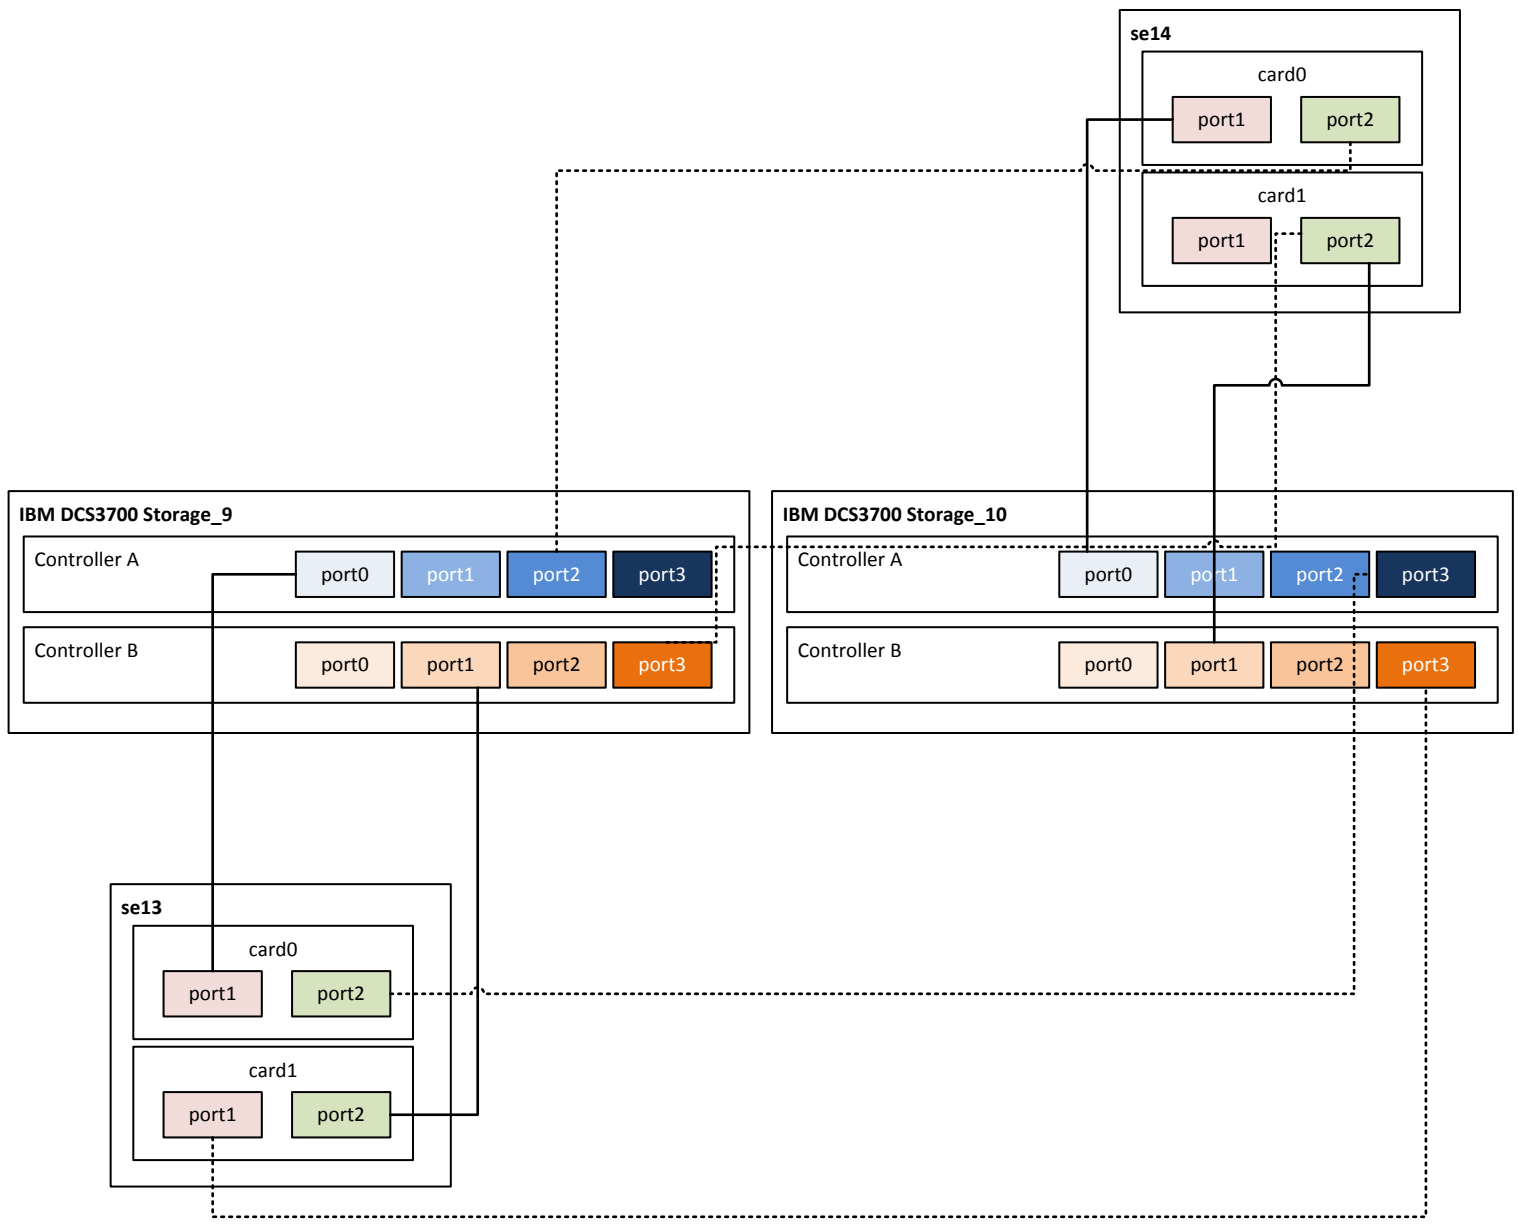 se14
card0
port1 port2
card1
port1 port2
IBM DCS3700 Storage_9
Controller A port0 port1 port2 port3
Controller B port0 port1 port2 port3
IBM DCS3700 Storage_10
Controller A port0 port1 port2 port3
Controller B port0 port1 port2 port3
se13
card0
port1 port2
card1
port1 port2